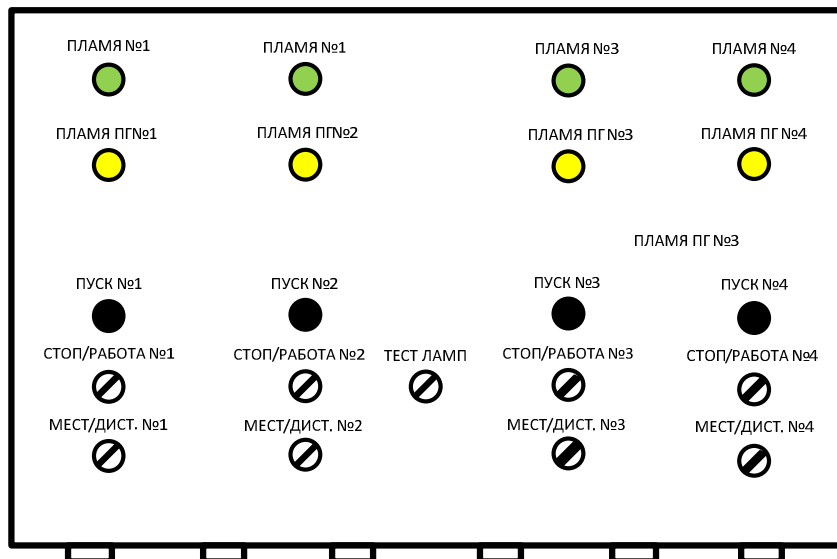 ПЛАМЯ №1 ПЛАМЯ №1 ПЛАМЯ №3 ПЛАМЯ №4
ПЛАМЯ ПГ№1 ПЛАМЯ ПГ№2 ПЛАМЯ ПГ №3 ПЛАМЯ ПГ №4
ПЛАМЯ ПГ №3
ПУСК №1 ПУСК №2 ПУСК №3 ПУСК №4
СТОП/РАБОТА №1 СТОП/РАБОТА №2 ТЕСТ ЛАМП СТОП/РАБОТА №3 СТОП/РАБОТА №4
МЕСТ/ДИСТ. №1 МЕСТ/ДИСТ. №2 МЕСТ/ДИСТ. №3 МЕСТ/ДИСТ. №4